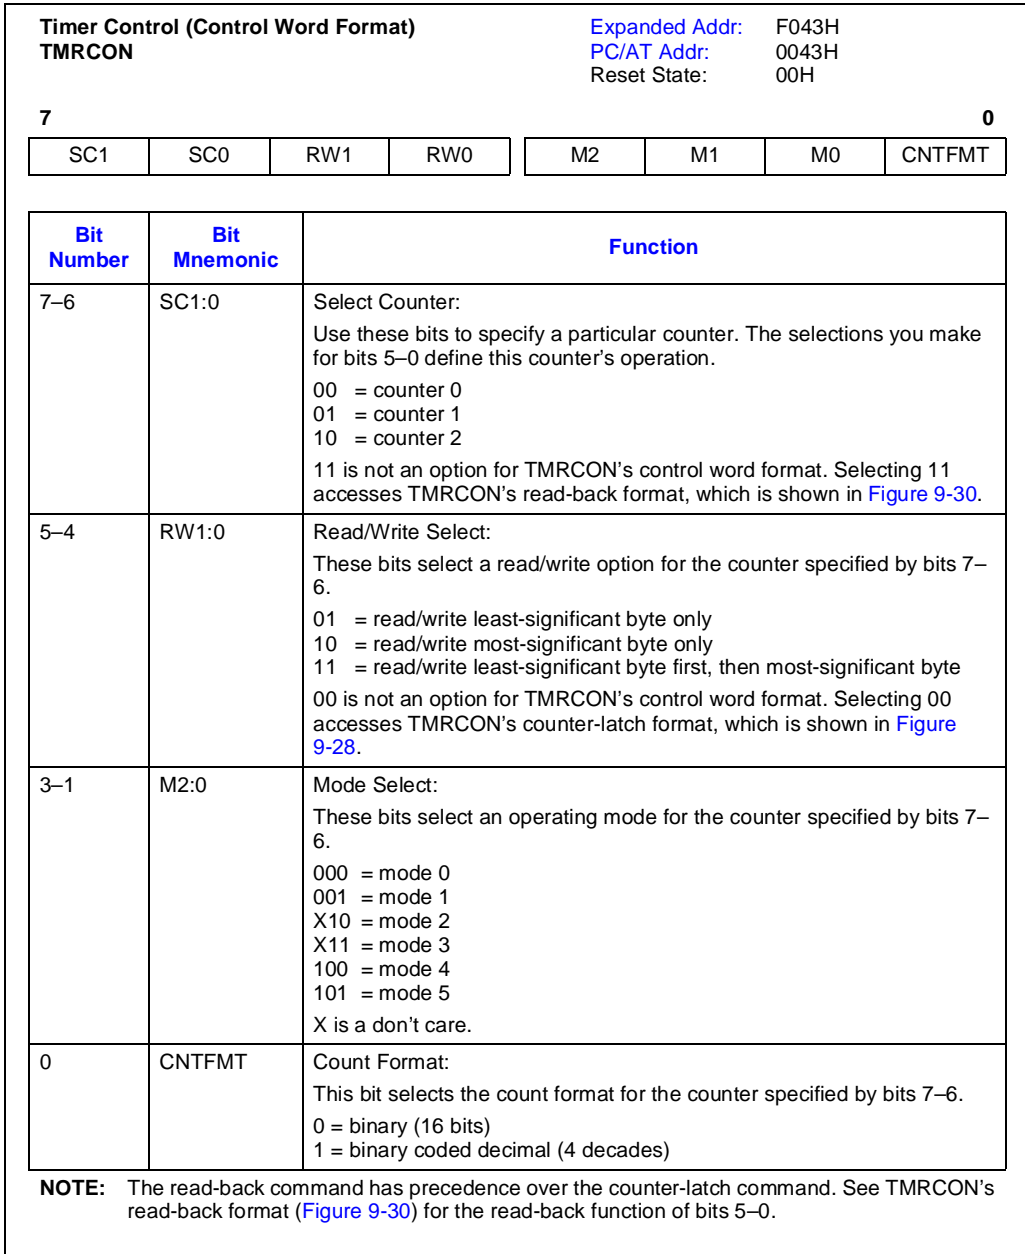 Timer Control (Control Word Format)
TMRCON
Expanded Addr: F043H
PC/AT Addr: 0043H
Reset State: 00H
7 0
SC1 SC0 RW1 RW0 M2 M1 M0 CNTFMT
Bit Number Bit Mnemonic Function
7–6 SC1:0 Select Counter:
Use these bits to specify a particular counter. The selections you make
for bits 5–0 define this counter's operation.
00 = counter 0
01 = counter 1
10 = counter 2
11 is not an option for TMRCON's control word format. Selecting 11
accesses TMRCON's read-back format, which is shown in Figure 9-30.
5–4 RW1:0 Read/Write Select:
These bits select a read/write option for the counter specified by bits 7–
6.
01 = read/write least-significant byte only
10 = read/write most-significant byte only
11 = read/write least-significant byte first, then most-significant byte
00 is not an option for TMRCON's control word format. Selecting 00
accesses TMRCON's counter-latch format, which is shown in Figure
9-28.
3–1 M2:0 Mode Select:
These bits select an operating mode for the counter specified by bits 7–
6.
000 = mode 0
001 = mode 1
X10 = mode 2
X11 = mode 3
100 = mode 4
101 = mode 5
X is a don't care.
0 CNTFMT Count Format:
This bit selects the count format for the counter specified by bits 7–6.
0 = binary (16 bits)
1 = binary coded decimal (4 decades)
NOTE: The read-back command has precedence over the counter-latch command. See TMRCON's
read-back format (Figure 9-30) for the read-back function of bits 5–0.